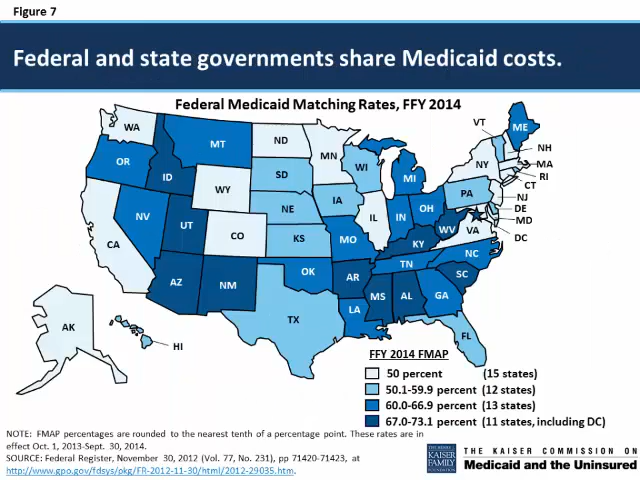 Figure 7
Federal and state governments share Medicaid costs.
Federal Medicaid Matching Rates, FFY 2014
WA
MT
ND
MN
VT
ME
NH
OR
ID
WY
SD
WI
MI
NY
MA
RI
CT
NV
UT
CO
NE
IA
IL
IN
OH
PA
NJ
DE
MD
DC
CA
KS
MO
KY
WV
VA
AZ
NM
OK
AR
TN
NC
SC
TX
LA
MS
AL
GA
FL
AK
HI
FFY 2014 FMAP
50 percent (15 states)
50.1-59.9 percent (12 states)
60.0-66.9 percent (13 states)
67.0-73.1 percent (11 states, including DC)
NOTE: FMAP percentages are rounded to the nearest tenth of a percentage point. These rates are in
effect Oct. 1, 2013-Sept. 30, 2014.
SOURCE: Federal Register, November 30, 2012 (Vol. 77, No. 231), pp 71420-71423, at
http://www.gpo.gov/fdsys/pkg/FR-2012-11-30/html/2012-29035.htm.
THE HENRY J.
KAISER
FAMILY
FOUNDATION
THE KAISER COMMISSION ON
Medicaid and the Uninsured